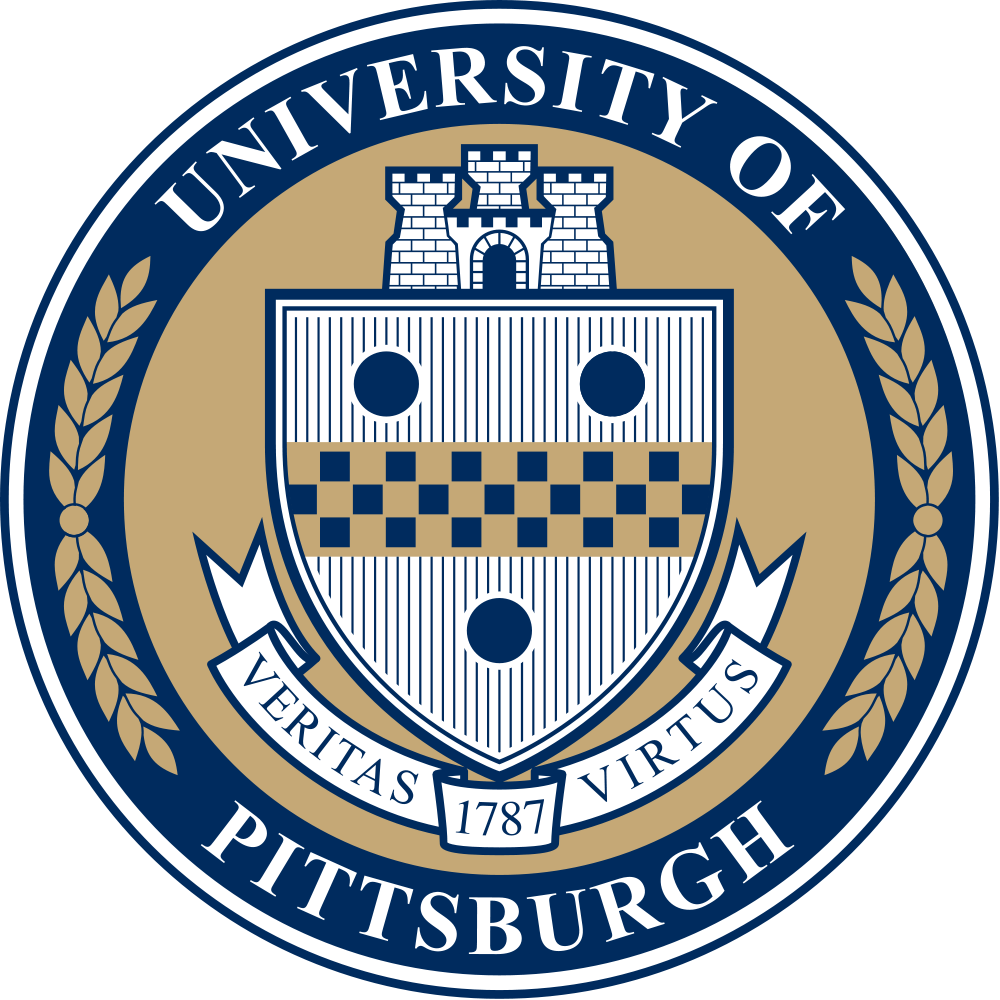 UNIVERSITY OF
VERITAS
1787
VIRTUS
PITTSBURGH